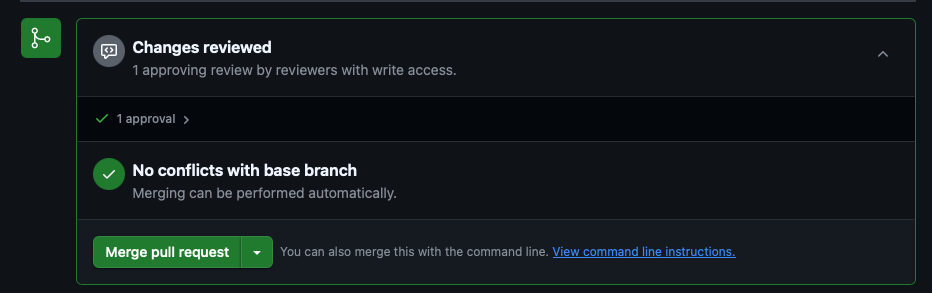 Changes reviewed
1 approving review by reviewers with write access.
1 approval
No conflicts with base branch
Merging can be performed automatically.
Merge pull request You can also merge this with the command line. View command line instructions.